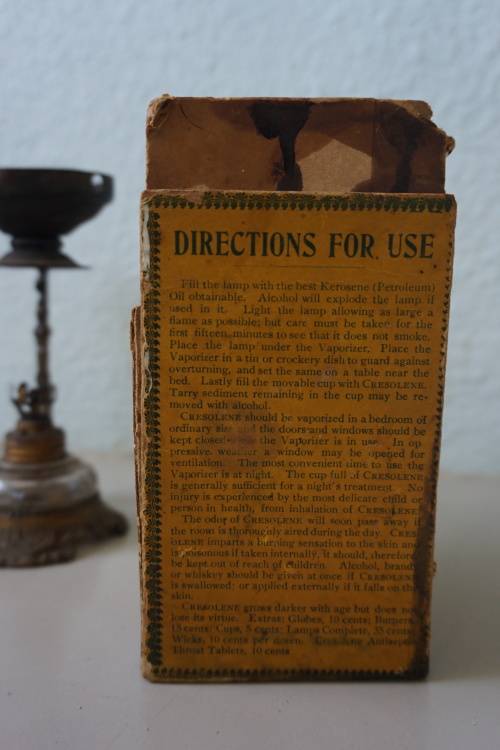 DIRECTIONS FOR USE
Fill the lamp with the best Kerosene (Petroleum)
Oil obtainable. Alcohol will explode the lamp if
used in it. Light the lamp allowing as large a
flame as possible; but care must be taken for the
first fifteen minutes to see that it does not smoke.
Place the lamp under the Vaporizer. Place the
Vaporizer in a tin or crockery dish to guard against
overturning, and set the same on a table near the
bed. Lastly fill the movable cup with CRESOLENE.
Tarry sediment remaining in the cup may be re-
moved with alcohol.
CRESOLENE should be vaporized in a bedroom of
ordinary size and the doors and windows should be
kept closed the Vaporizer is in use. In op-
pressive weather a window may be opened for
ventilation. The most convenient time to use the
Vaporizer is at night. The cup full of CRESOLENE
is generally sufficient for a night's treatment. No
injury is experienced by the most delicate child or
person in health, from inhalation of CRESOLENE.
The odor of CRESOLENE will soon pass away if
the room is thoroughly aired during the day. CRES-
OLENE imparts a burning sensation to the skin and
is poisonous if taken internally, it should, therefore
be kept out of reach of children. Alcohol, brandy
or whiskey should be given at once if CRESOLENE
is swallowed; or applied externally if it falls on the
skin.
CRESOLENE grows darker with age but does not
lose its virtue. Extras: Globes, 10 cents; Burners,
15 cents; Cups, 5 cents; Lamps Complete, 35 cents
Wicks, 10 cents per dozen. Cresolene Antiseptic
Throat Tablets, 10 cents